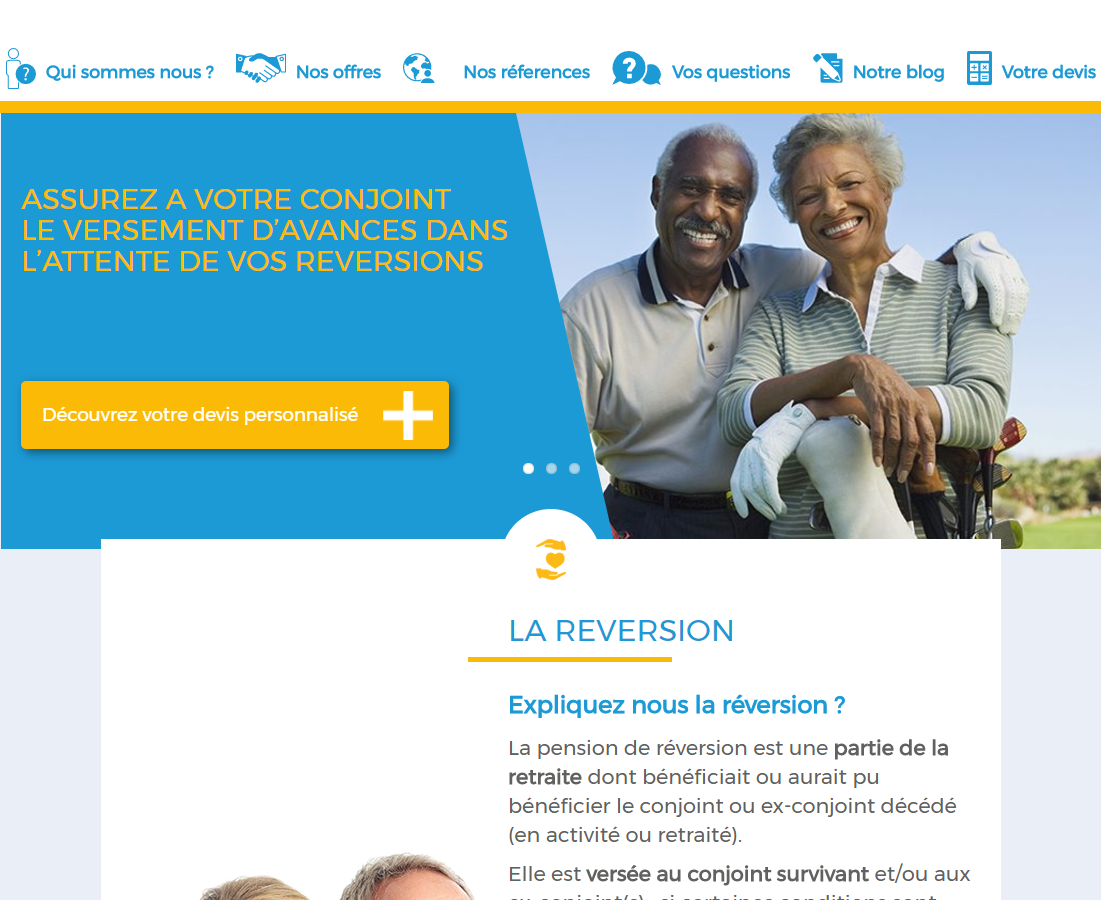 Qui sommes nous ?
Nos offres
Nos réferences
Vos questions
Notre blog
Votre devis
ASSUREZ A VOTRE CONJOINT
LE VERSEMENT D’AVANCES DANS
L’ATTENTE DE VOS REVERSIONS
Découvrez votre devis personnalisé
LA REVERSION
Expliquez nous la réversion ?
La pension de réversion est une partie de la
retraite dont bénéficiait ou aurait pu
bénéficier le conjoint ou ex-conjoint décédé
(en activité ou retraité).
Elle est versée au conjoint survivant et/ou aux